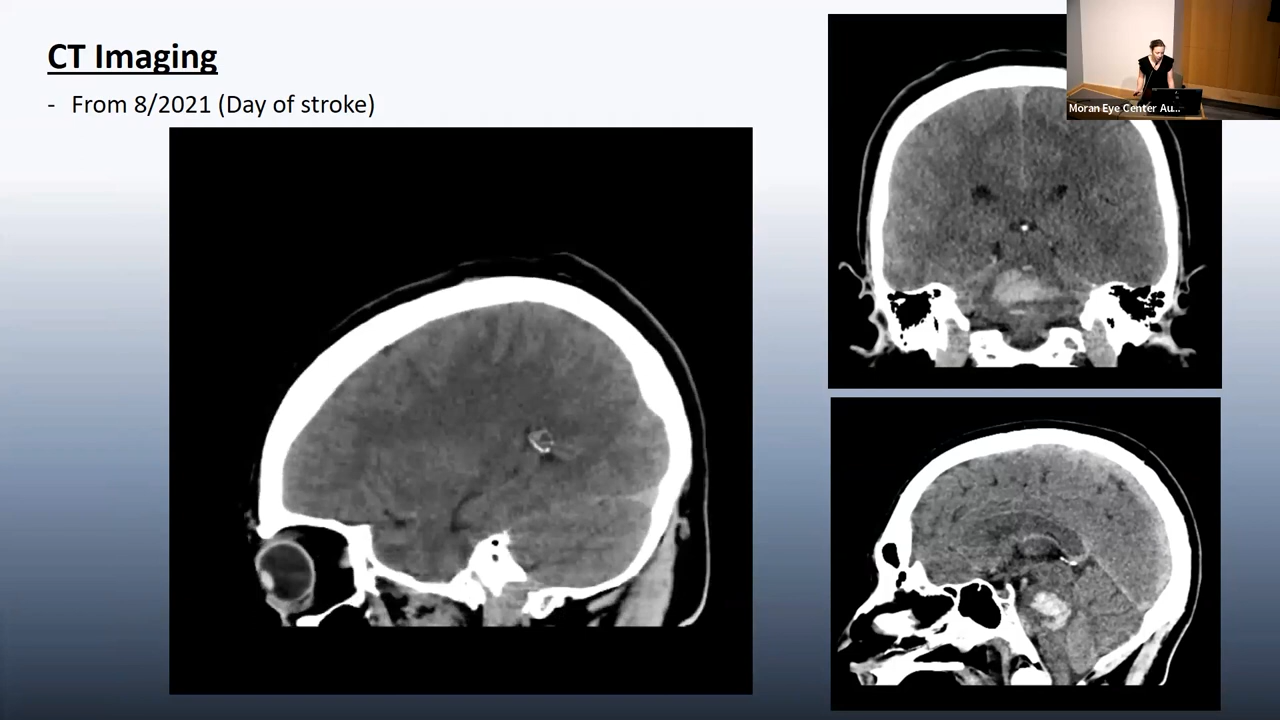 CT Imaging
- From 8/2021 (Day of stroke)
Moran Eye Center Au...